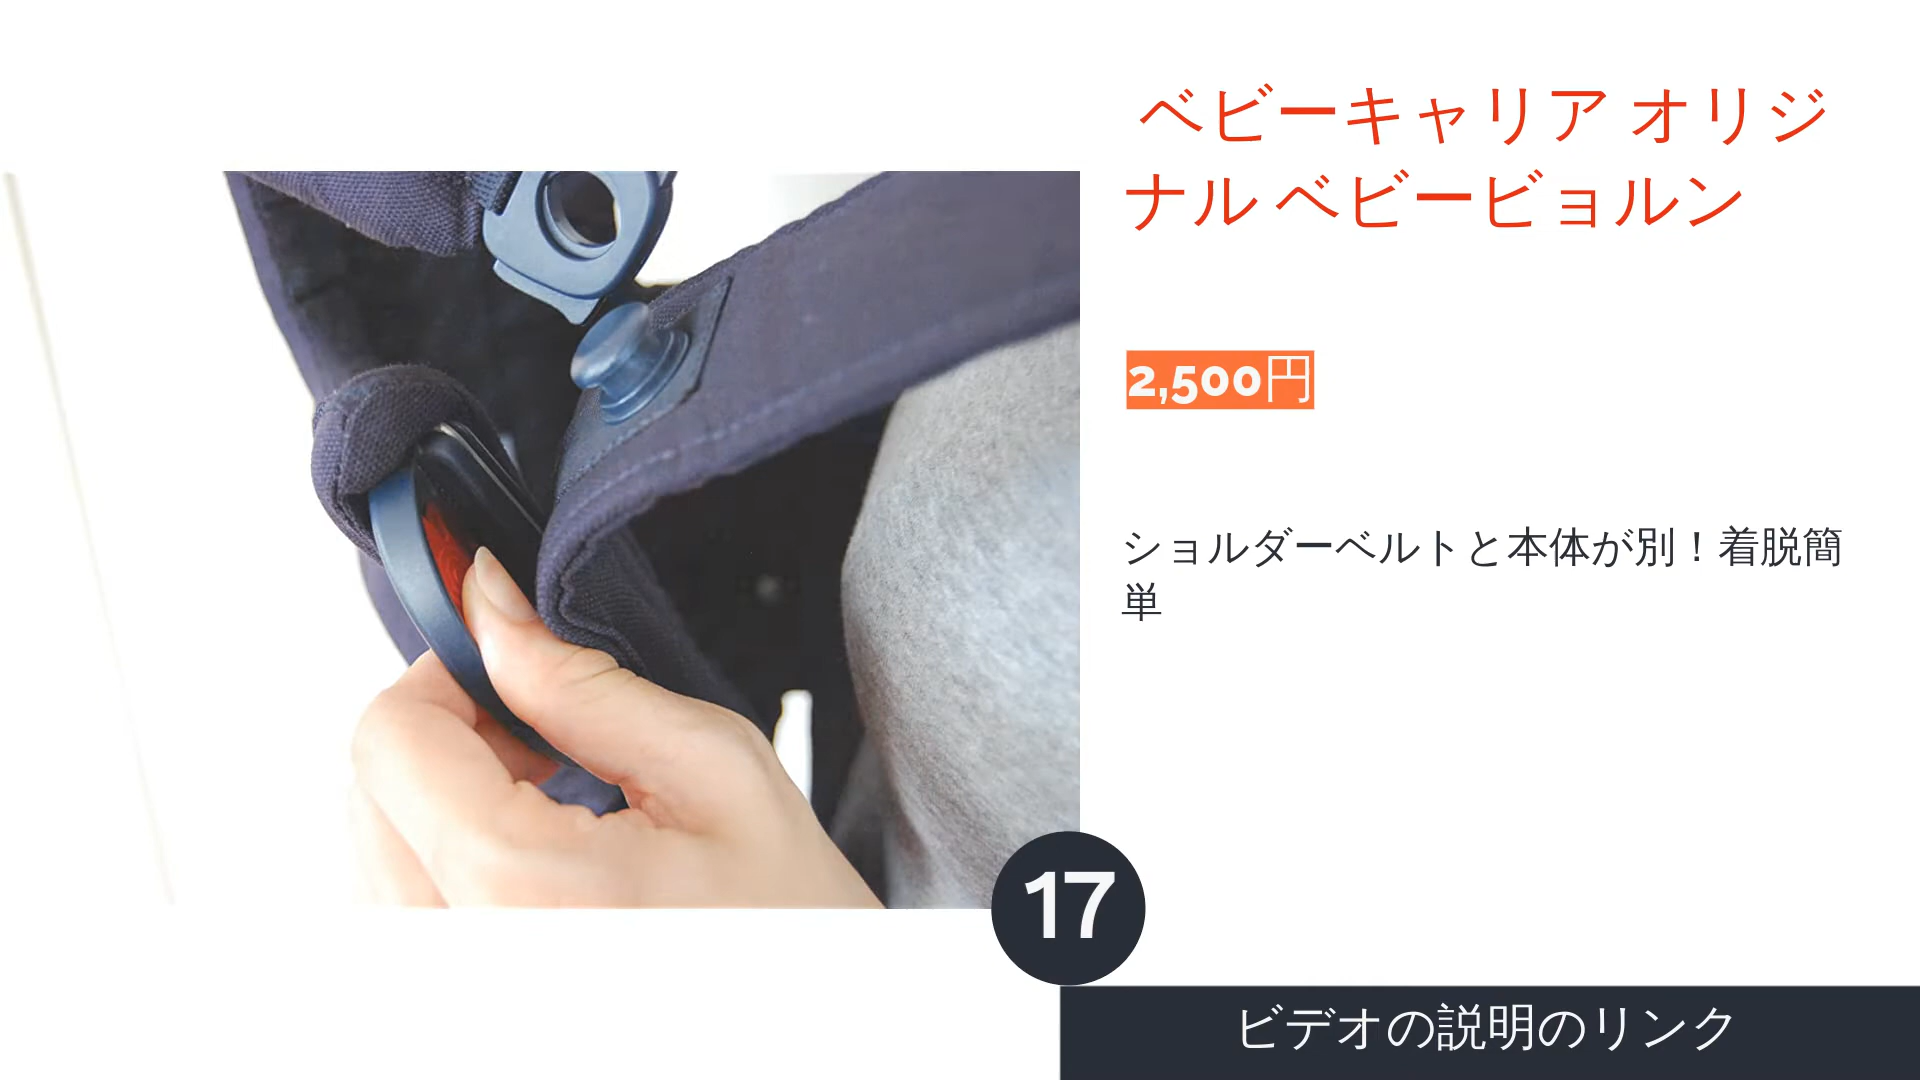 ベビーキャリア オリジ
ナル ベビービョルン
2,500円
ショルダーベルトと本体が別！着脱簡
単
17
ビデオの説明のリンク